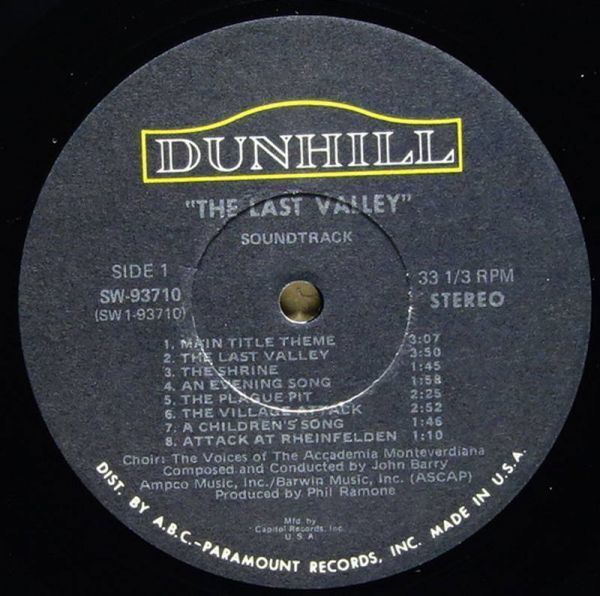 DUNHILL
"THE LAST VALLEY"
SOUNDTRACK
SIDE 1
SW-93710
(SW1-93710)
33 1/3 RPM
STEREO
1. MAIN TITLE THEME 3:07
2. THE LAST VALLEY 3:50
3. THE SHRINE 1:45
4. AN EVENING SONG 1:58
5. THE PLAGUE PIT 2:25
6. THE VILLAGE ATTACK 2:52
7. A CHILDREN'S SONG 1:46
8. ATTACK AT RHEINFELDEN 1:10
Choir: The Voices of The Accademia Monteverdiana
Composed and Conducted by John Barry
Ampco Music, Inc./Barwin Music, Inc. (ASCAP)
Produced by Phil Ramone
Mfd by
Capitol Records, Inc.
U.S.A.
DIST. BY A.B.C.-PARAMOUNT RECORDS, INC. MADE IN U.S.A.